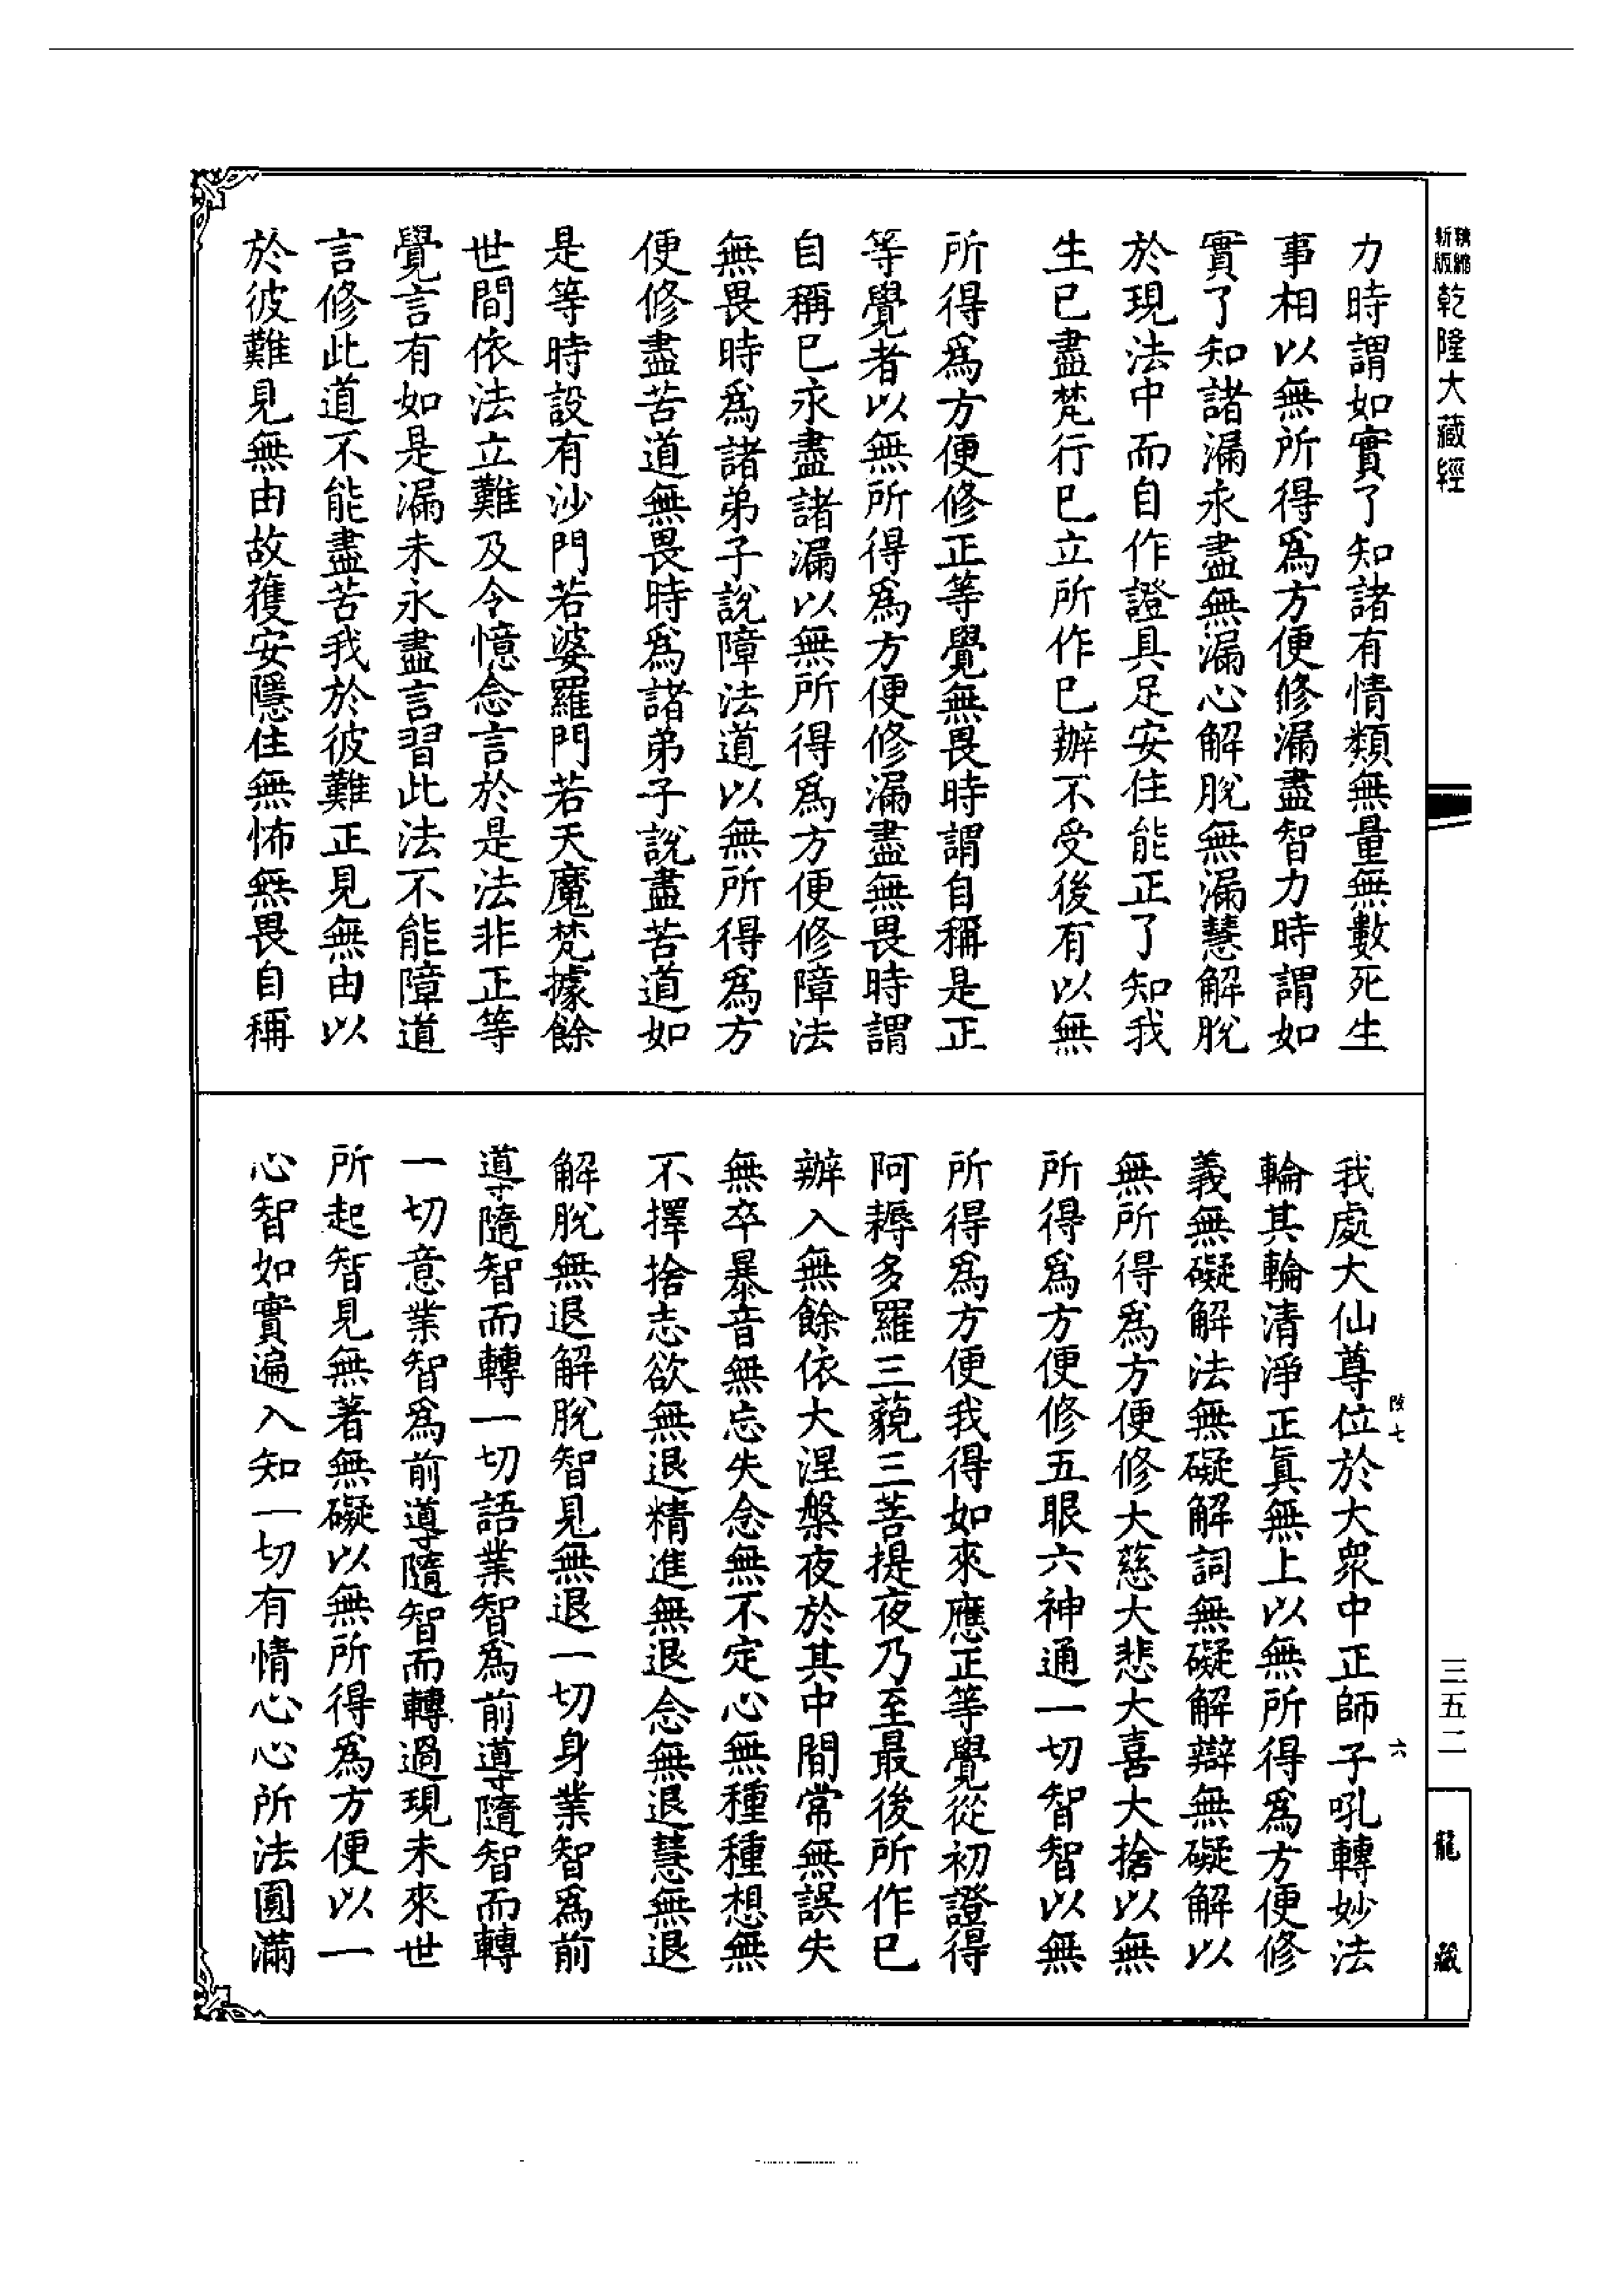 精縮新版乾隆大藏經
力時謂如實了知諸有情類無量無數死生
事相以無所得爲方便修漏盡智力時謂如
實了知諸漏永盡無漏心解脫無漏慧解脫
於現法中而自作證具足安住能正了知我
生已盡梵行已立所作已辦不受後有以無
所得爲方便修正等覺無畏時謂自稱是正
等覺者以無所得爲方便修漏盡無畏時謂
自稱已永盡諸漏以無所得爲方便修障法
無畏時爲諸弟子說障法道以無所得爲方
便修盡苦道無畏時爲諸弟子說盡苦道如
是等時設有沙門若婆羅門若天魔梵據餘
世間依法立難及令憶念言於是法非正等
覺言有如是漏未永盡言習此法不能障道
言修此道不能盡苦我於彼難正見無由以
於彼難見無由故獲安隱住無怖無畏自稱
三五二
龍藏
七
六
我處大仙尊位於大衆中正師子吼轉妙法
輪其輪清淨正眞無上以無所得爲方便修
義無礙解法無礙解詞無礙解辯無礙解以
無所得爲方便修大慈大悲大喜大捨以無
所得爲方便修五眼六神通一切智智以無
所得爲方便我得如來應正等覺從初證得
阿耨多羅三藐三菩提夜乃至最後所作已
辦入無餘依大涅槃夜於其中間常無誤失
無卒暴音無忘失念無不定心無種種想無
不擇捨志欲無退精進無退念無退慧無退
解脫無退解脫智見無退一切身業智爲前
導隨智而轉一切語業智爲前導隨智而轉
一切意業智爲前導隨智而轉過現未來世
所起智見無著無礙以無所得爲方便以一
心智如實遍入知一切有情心心所法圓滿